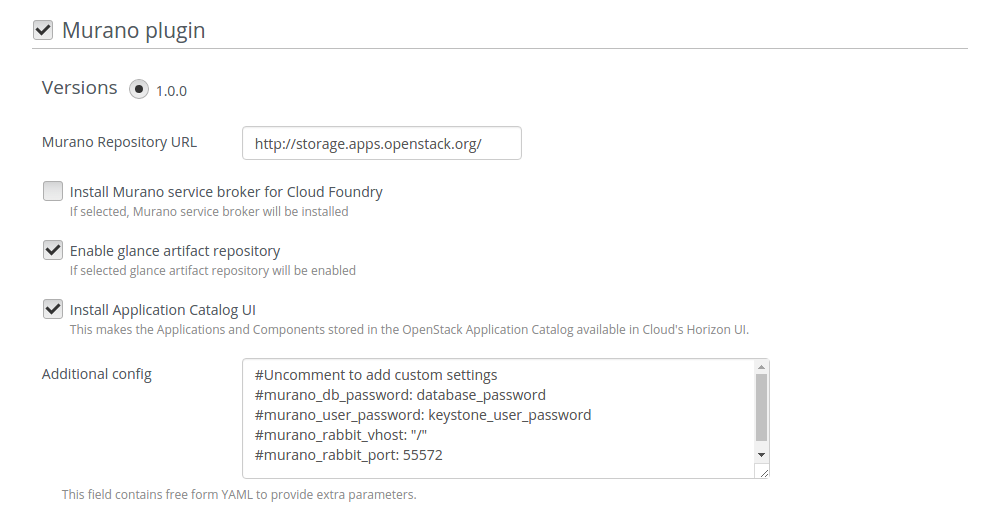 Murano plugin
Versions 1.0.0
Murano Repository URL http://storage.apps.openstack.org/
Install Murano service broker for Cloud Foundry
If selected, Murano service broker will be installed
Enable glance artifact repository
If selected glance artifact repository will be enabled
Install Application Catalog UI
This makes the Applications and Components stored in the OpenStack Application Catalog available in Cloud's Horizon UI.
Additional config
#Uncomment to add custom settings
#murano_db_password: database_password
#murano_user_password: keystone_user_password
#murano_rabbit_vhost: "/"
#murano_rabbit_port: 55572
This field contains free form YAML to provide extra parameters.